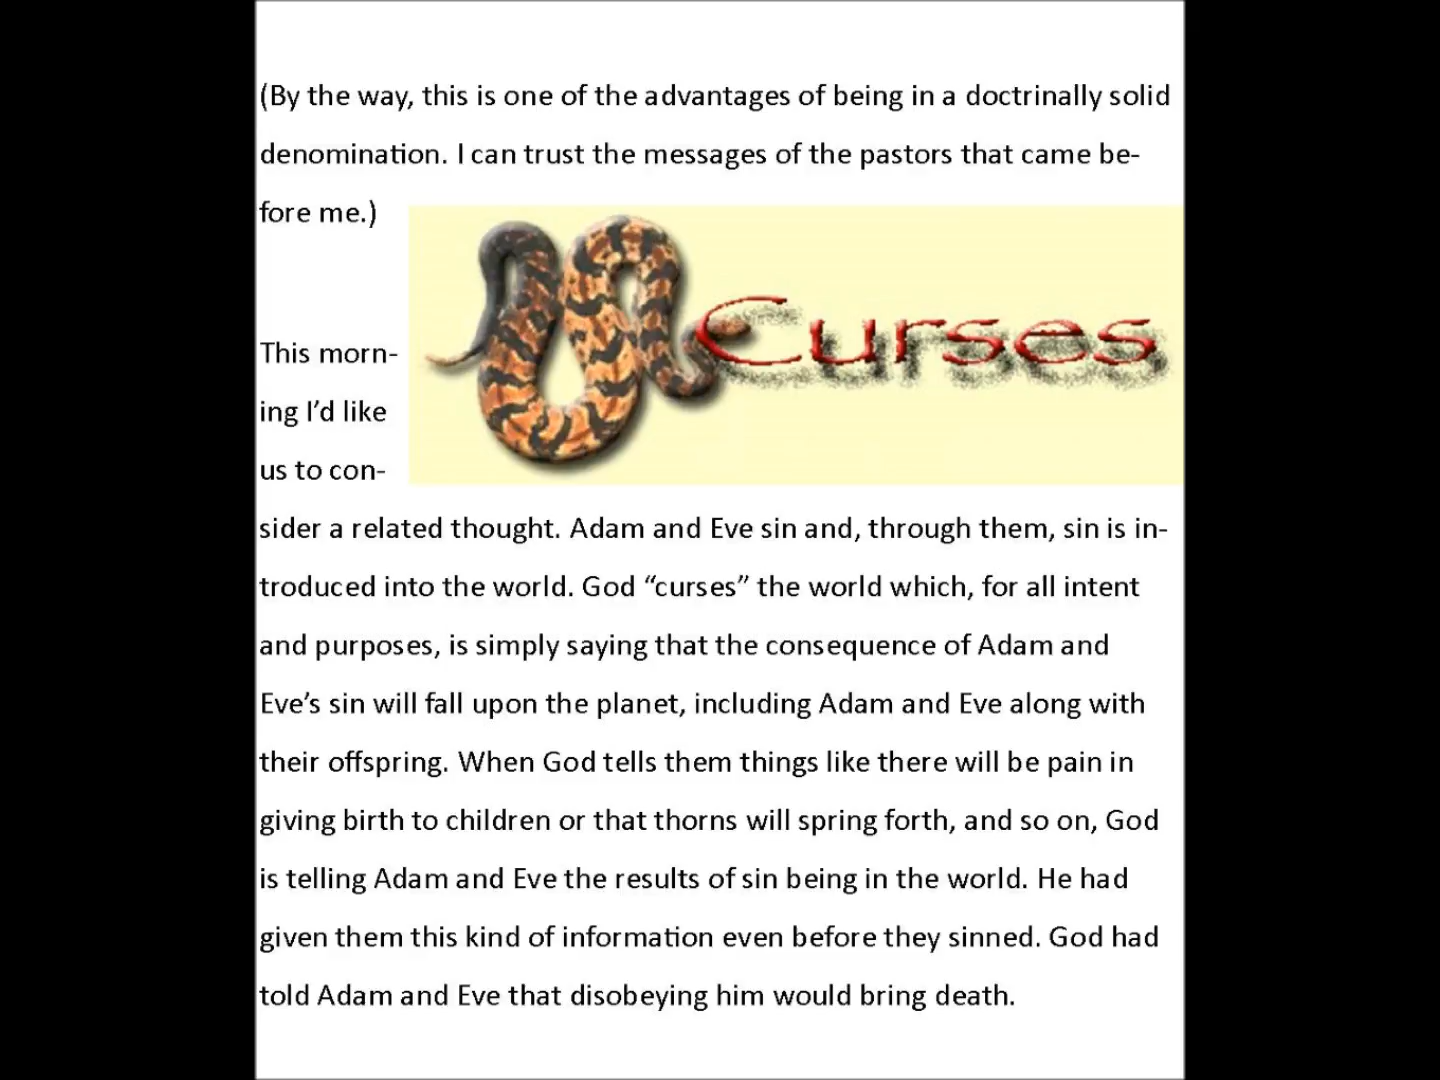 (By the way, this is one of the advantages of being in a doctrinally solid
denomination. I can trust the messages of the pastors that came be-
fore me.)
Curses
This morn-
ing I’d like
us to con-
sider a related thought. Adam and Eve sin and, through them, sin is in-
troduced into the world. God “curses” the world which, for all intent
and purposes, is simply saying that the consequence of Adam and
Eve’s sin will fall upon the planet, including Adam and Eve along with
their offspring. When God tells them things like there will be pain in
giving birth to children or that thorns will spring forth, and so on, God
is telling Adam and Eve the results of sin being in the world. He had
given them this kind of information even before they sinned. God had
told Adam and Eve that disobeying him would bring death.